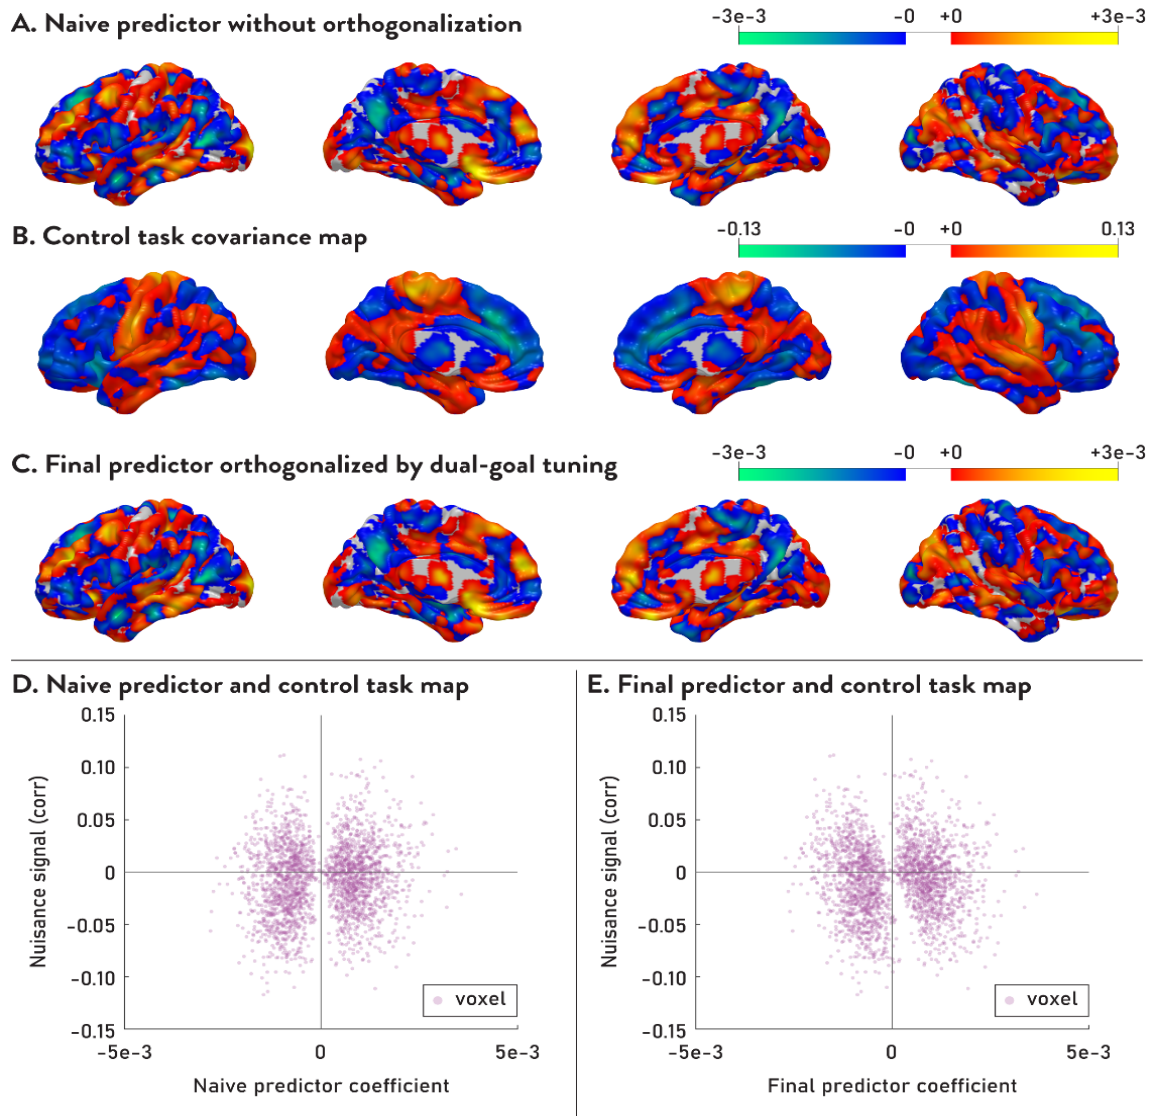 A. Naive predictor without orthogonalization
−3e-3 −0 +0 +3e-3
B. Control task covariance map
−0.13 −0 +0 0.13
C. Final predictor orthogonalized by dual-goal tuning
−3e-3 −0 +0 +3e-3
D. Naive predictor and control task map
0.15
0.10
0.05
0
−0.05
−0.10
−0.15
Nuisance signal (corr)
voxel
−5e-3 0 5e-3
Naive predictor coefficient
E. Final predictor and control task map
0.15
0.10
0.05
0
−0.05
−0.10
−0.15
Nuisance signal (corr)
voxel
−5e-3 0 5e-3
Final predictor coefficient